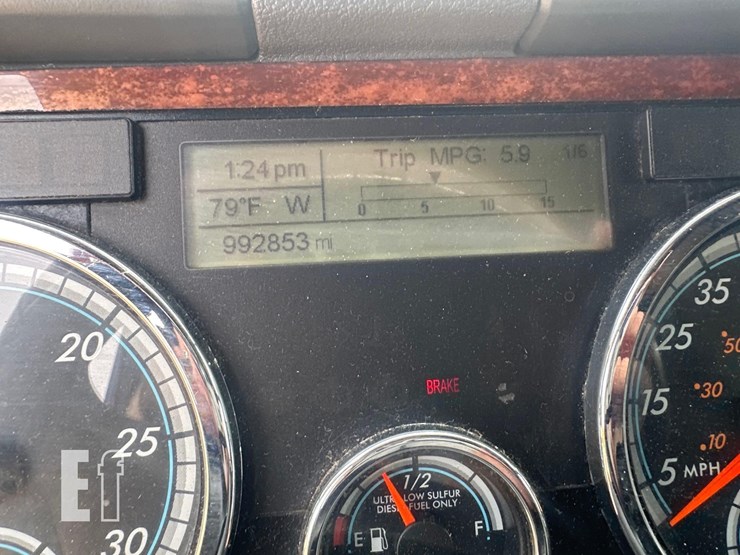 1:24 pm
Trip MPG: 5.9 1/6
79°F W
0 5 10 15
992853 mi
20
25
30
BRAKE
1/2
ULTRA LOW SULFUR
DIESEL FUEL ONLY
E F
35
25
15
5 MPH
50
30
10
Ef